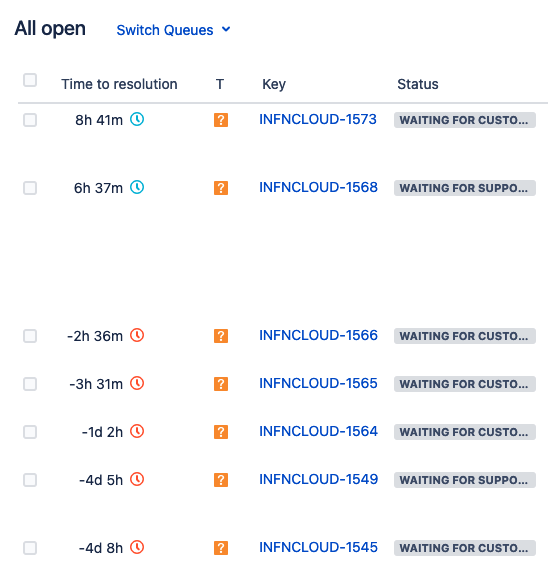 All open Switch Queues
Time to resolution T Key Status
8h 41m ? INFNCLOUD-1573 WAITING FOR CUSTO...
6h 37m ? INFNCLOUD-1568 WAITING FOR SUPPO...
-2h 36m ? INFNCLOUD-1566 WAITING FOR CUSTO...
-3h 31m ? INFNCLOUD-1565 WAITING FOR CUSTO...
-1d 2h ? INFNCLOUD-1564 WAITING FOR CUSTO...
-4d 5h ? INFNCLOUD-1549 WAITING FOR SUPPO...
-4d 8h ? INFNCLOUD-1545 WAITING FOR CUSTO...